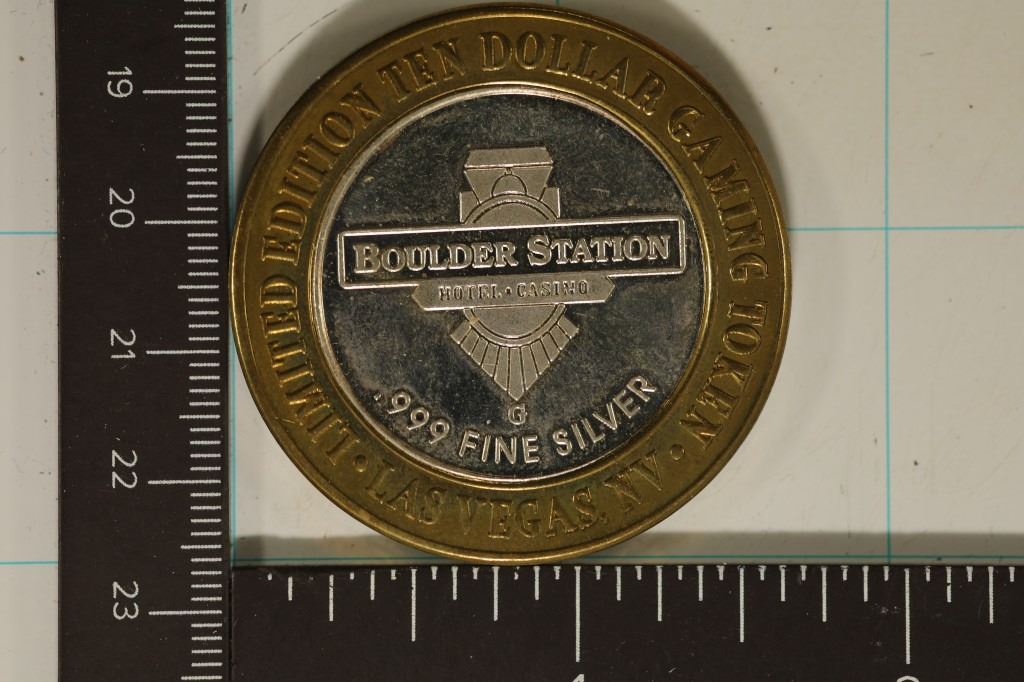 LIMITED EDITION TEN DOLLAR GAMING TOKEN
BOULDER STATION
HOTEL • CASINO
G
.999 FINE SILVER
• LAS VEGAS, NV •
19
20
21
22
23